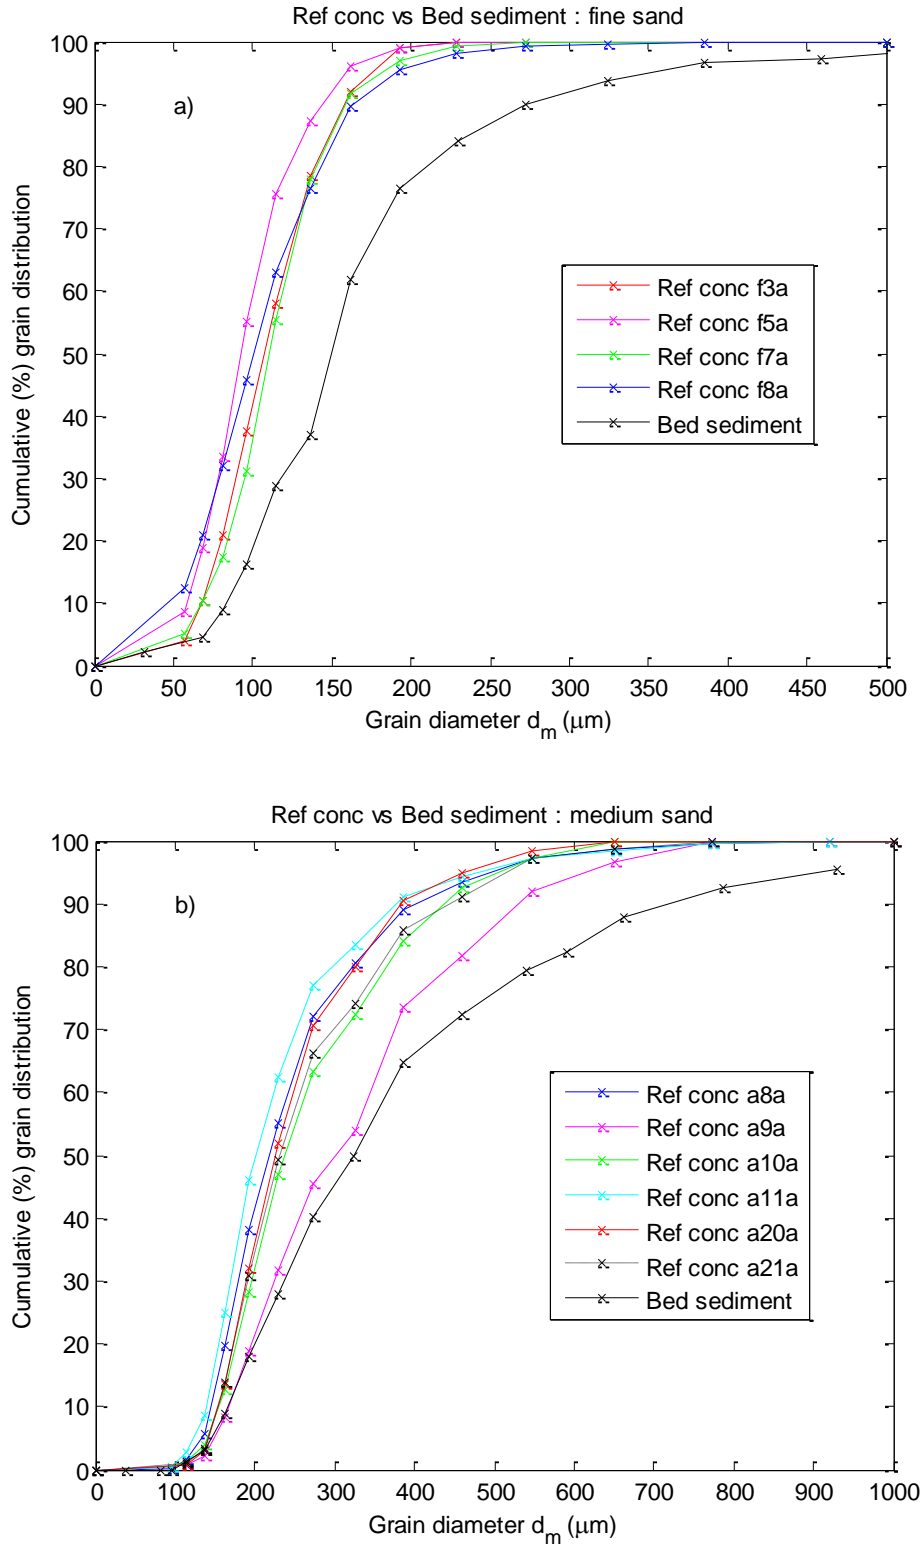 Ref conc vs Bed sediment : fine sand
100
90
80
70
60
50
40
30
20
10
0
a)
Cumulative (%) grain distribution
Ref conc f3a
Ref conc f5a
Ref conc f7a
Ref conc f8a
Bed sediment
0 50 100 150 200 250 300 350 400 450 500
Grain diameter dm (μm)
Ref conc vs Bed sediment : medium sand
100
90
80
70
60
50
40
30
20
10
0
b)
Cumulative (%) grain distribution
Ref conc a8a
Ref conc a9a
Ref conc a10a
Ref conc a11a
Ref conc a20a
Ref conc a21a
Bed sediment
0 100 200 300 400 500 600 700 800 900 1000
Grain diameter dm (μm)